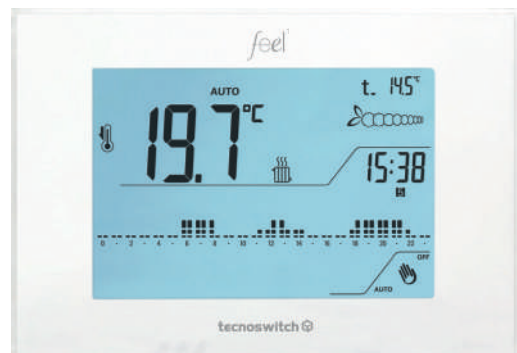 feel
AUTO
t. 14.5°
19.7°C
15:38
5
0 - 2 - 4 - 6 - 8 - 10 - 12 - 14 - 16 - 18 - 20 - 22 -
OFF
AUTO
tecnoswitch